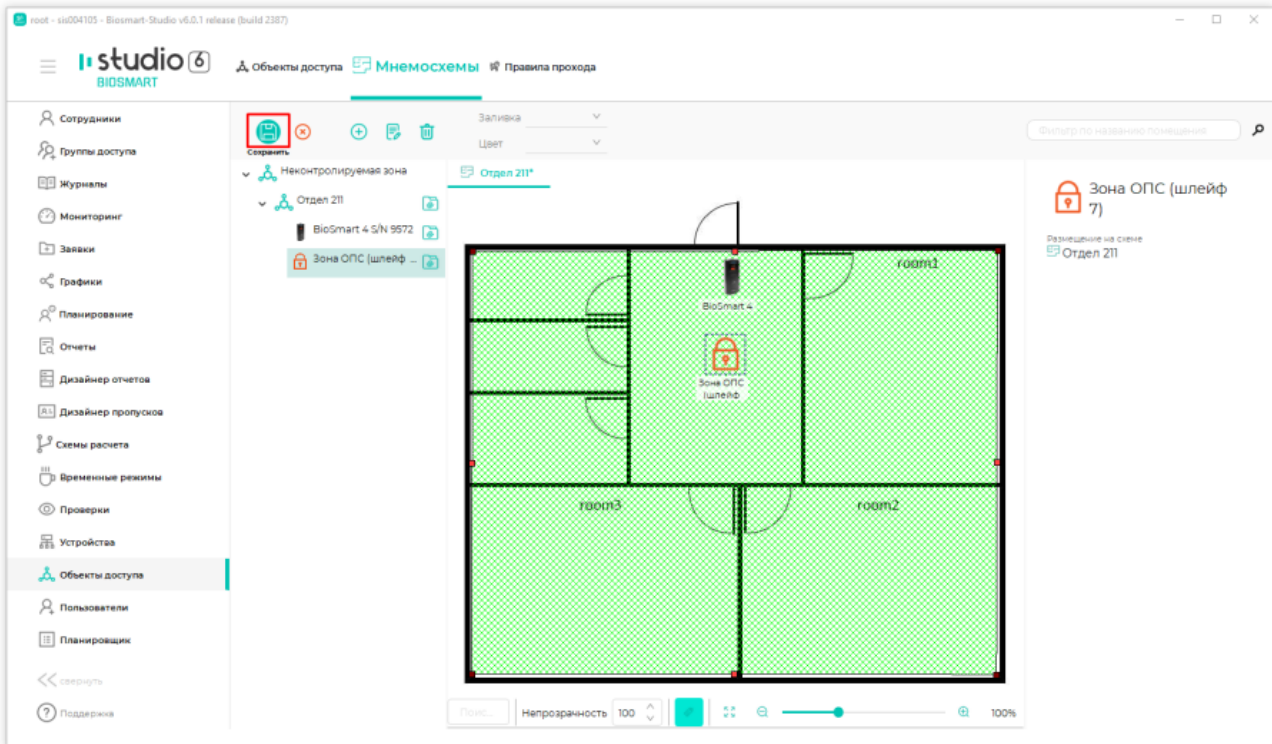 root - sis004105 - Biosmart-Studio v6.0.1 release (build 2387)
studio 6
BIOSMART
Объекты доступа
Мнемосхемы
Правила прохода
Сотрудники
Группы доступа
Журналы
Мониторинг
Заявки
Графики
Планирование
Отчеты
Дизайнер отчетов
Дизайнер пропусков
Схемы расчета
Временные режимы
Проверки
Устройства
Объекты доступа
Пользователи
Планировщик
свернуть
Поддержка
Сохранить
Заливка
Цвет
Фильтр по названию помещения
Неконтролируемая зона
Отдел 211
BioSmart 4 S/N 9572
Зона ОПС (шлейф ...
Отдел 211*
room1
BioSmart 4
Зона ОПС
(шлейф
room3
room2
Поиск...
Непрозрачность 100
100%
Зона ОПС (шлейф
7)
Размещение на схеме
Отдел 211